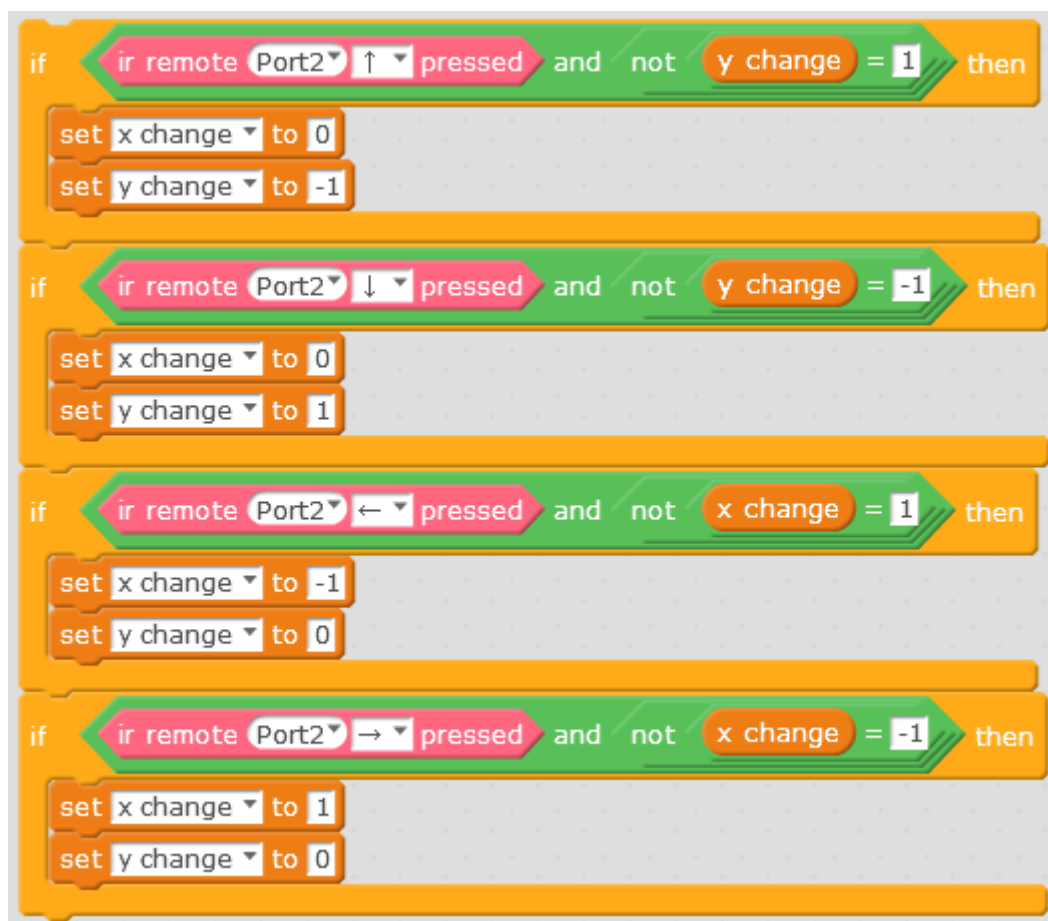 if ir remote Port2 ↑ pressed and not y change = 1 then
set x change to 0
set y change to -1
if ir remote Port2 ↓ pressed and not y change = -1 then
set x change to 0
set y change to 1
if ir remote Port2 ← pressed and not x change = 1 then
set x change to -1
set y change to 0
if ir remote Port2 → pressed and not x change = -1 then
set x change to 1
set y change to 0